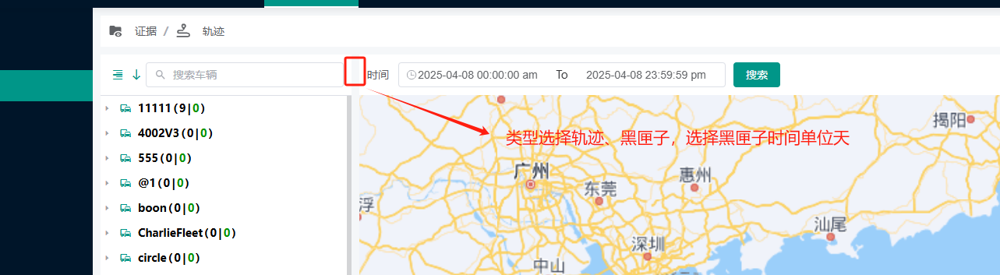 证据 / 轨迹
搜索车辆
时间 2025-04-08 00:00:00 am To 2025-04-08 23:59:59 pm 搜索
11111(9|0)
4002V3(0|0)
555(0|0)
@1(0|0)
boon(0|0)
CharlieFleet(0|0)
circle(0|0)
揭阳
类型选择轨迹、黑匣子，选择黑匣子时间单位天
广州
惠州
东莞
浮
汕尾
深圳
中山